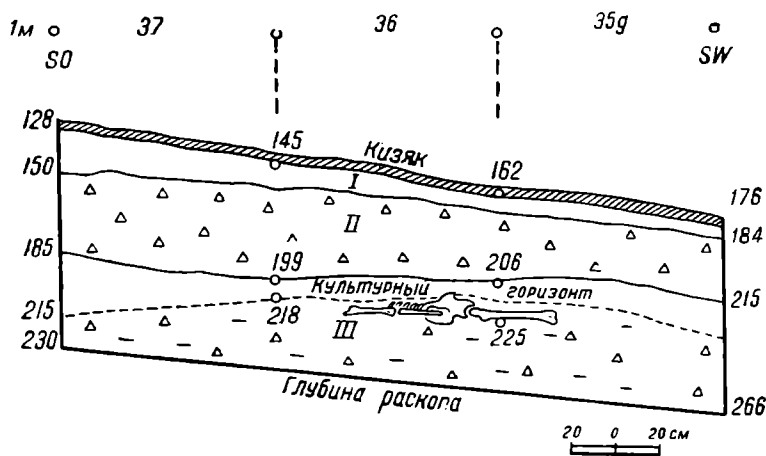 1м 37 36 35g
SO SW
128
145 Кизяк 162
150 I 176
II 184
185 199 206
Культурный горизонт 215
215 218 III 225
230
Глубина раскопа 266
20 0 20 см